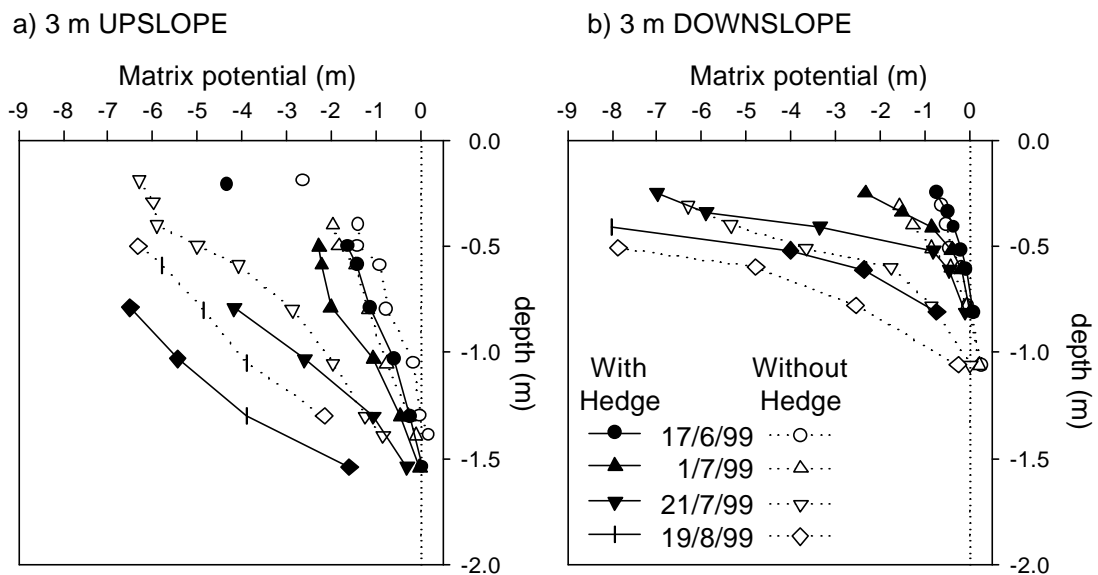 a) 3 m UPSLOPE
Matrix potential (m)
-9 -8 -7 -6 -5 -4 -3 -2 -1 0
0.0
-0.5
-1.0
-1.5
-2.0
depth (m)
b) 3 m DOWNSLOPE
Matrix potential (m)
-9 -8 -7 -6 -5 -4 -3 -2 -1 0
0.0
-0.5
-1.0
-1.5
-2.0
depth (m)
With Without
Hedge Hedge
17/6/99
1/7/99
21/7/99
19/8/99